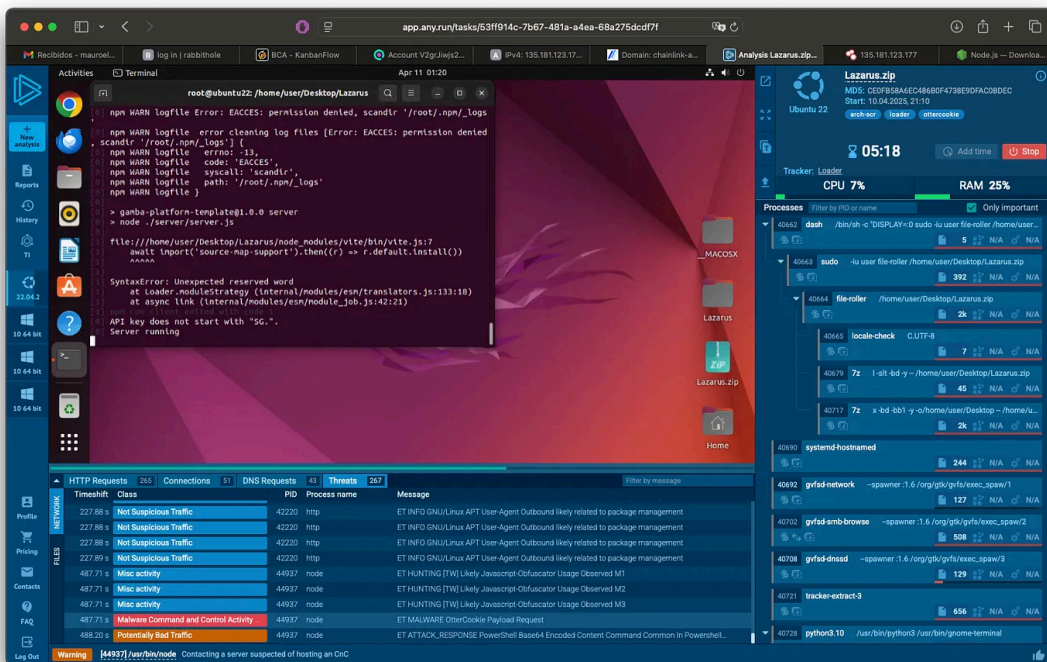 app.any.run/tasks/53ff914c-7b67-481a-a4ea-68a275dcdf7f
Recibidos - mauroel...
log in | rabbithole
BCA - KanbanFlow
Account V2grJiwjs2...
IPv4: 135.181.123.17...
Domain: chainlink-a...
Analysis Lazarus.zip...
135.181.123.177
Node.js — Downloa...
Activities
Terminal
Apr 11 01:20
root@ubuntu22: /home/user/Desktop/Lazarus
[0] npm WARN logfile Error: EACCES: permission denied, scandir '/root/.npm/_logs
'
[0] npm WARN logfile  error cleaning log files [Error: EACCES: permission denied
, scandir '/root/.npm/_logs'] {
npm WARN logfile   errno: -13,
npm WARN logfile   code: 'EACCES',
npm WARN logfile   syscall: 'scandir',
npm WARN logfile   path: '/root/.npm/_logs'
npm WARN logfile }
> gamba-platform-template@1.0.0 server
> node ./server/server.js
file:///home/user/Desktop/Lazarus/node_modules/vite/bin/vite.js:7
await import('source-map-support').then((r) => r.default.install())
^^^^^
SyntaxError: Unexpected reserved word
at Loader.moduleStrategy (internal/modules/esm/translators.js:133:18)
at async link (internal/modules/esm/module_job.js:42:21)
npm run client exited with code 1
API key does not start with "SG.".
Server running
__MACOSX
Lazarus
Lazarus.zip
Home
New analysis
Reports
History
TI
22.04.2
10 64 bit
10 64 bit
10 64 bit
Profile
Pricing
Contacts
FAQ
Log Out
Ubuntu 22
Lazarus.zip
MD5: CE0FB58A6EC486B0F4738E9DFAC0BDEC
Start: 10.04.2025, 21:10
arch-scr loader ottercookie
05:18
Add time
Stop
Tracker: Loader
CPU 7%
RAM 25%
Processes
Filter by PID or name
Only important
40662 dash /bin/sh -c "DISPLAY=:0 sudo -iu user file-roller /home/user...
5 N/A N/A
40663 sudo -iu user file-roller /home/user/Desktop/Lazarus.zip
392 N/A N/A
40664 file-roller /home/user/Desktop/Lazarus.zip
2k N/A N/A
40665 locale-check C.UTF-8
7 N/A N/A
40679 7z l -slt -bd -y -- /home/user/Desktop/Lazarus.zip
45 N/A N/A
40717 7z x -bd -bb1 -y -o/home/user/Desktop -- /home/u...
2k N/A N/A
40690 systemd-hostnamed
244 N/A N/A
40692 gvfsd-network --spawner :1.6 /org/gtk/gvfs/exec_spaw/1
127 N/A N/A
40702 gvfsd-smb-browse --spawner :1.6 /org/gtk/gvfs/exec_spaw/2
508 N/A N/A
40708 gvfsd-dnssd --spawner :1.6 /org/gtk/gvfs/exec_spaw/3
129 N/A N/A
40721 tracker-extract-3
656 N/A N/A
40728 python3.10 /usr/bin/python3 /usr/bin/gnome-terminal
NETWORK
FILES
HTTP Requests 265
Connections 51
DNS Requests 43
Threats 267
Filter by message
Timeshift Class PID Process name Message
227.88 s Not Suspicious Traffic 42220 http ET INFO GNU/Linux APT User-Agent Outbound likely related to package management
227.88 s Not Suspicious Traffic 42220 http ET INFO GNU/Linux APT User-Agent Outbound likely related to package management
227.88 s Not Suspicious Traffic 42220 http ET INFO GNU/Linux APT User-Agent Outbound likely related to package management
227.89 s Not Suspicious Traffic 42220 http ET INFO GNU/Linux APT User-Agent Outbound likely related to package management
487.71 s Misc activity 44937 node ET HUNTING [TW] Likely Javascript-Obfuscator Usage Observed M1
487.71 s Misc activity 44937 node ET HUNTING [TW] Likely Javascript-Obfuscator Usage Observed M2
487.71 s Misc activity 44937 node ET HUNTING [TW] Likely Javascript-Obfuscator Usage Observed M3
487.71 s Malware Command and Control Activity ... 44937 node ET MALWARE OtterCookie Payload Request
488.20 s Potentially Bad Traffic 44937 node ET ATTACK_RESPONSE PowerShell Base64 Encoded Content Command Common In Powershell...
Warning [44937] /usr/bin/node Contacting a server suspected of hosting an CnC